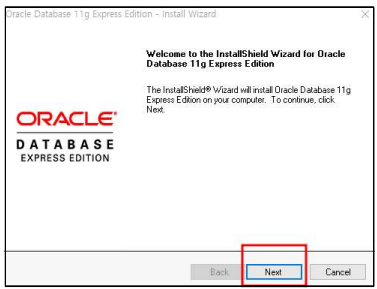 Oracle Database 11g Express Edition - Install Wizard
Welcome to the InstallShield Wizard for Oracle
Database 11g Express Edition
The InstallShield® Wizard will install Oracle Database 11g
Express Edition on your computer. To continue, click
Next.
ORACLE®
DATABASE
EXPRESS EDITION
Back Next Cancel